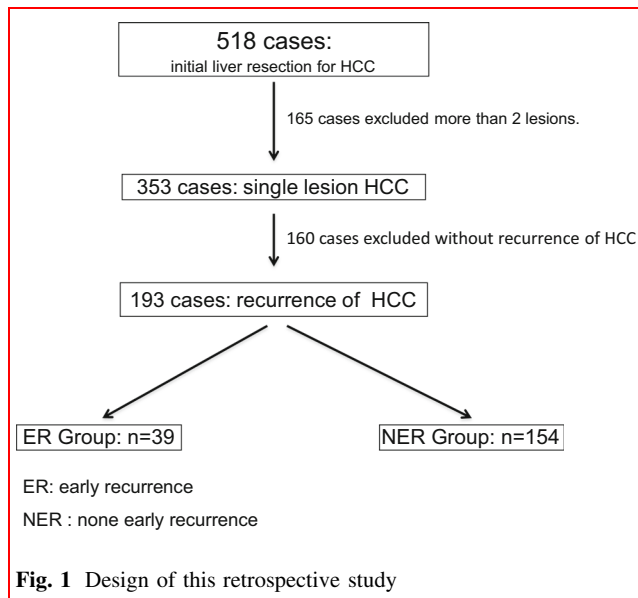 518 cases:
initial liver resection for HCC
165 cases excluded more than 2 lesions.
353 cases: single lesion HCC
160 cases excluded without recurrence of HCC
193 cases: recurrence of HCC
ER Group: n=39
NER Group: n=154
ER: early recurrence
NER : none early recurrence
Fig. 1 Design of this retrospective study